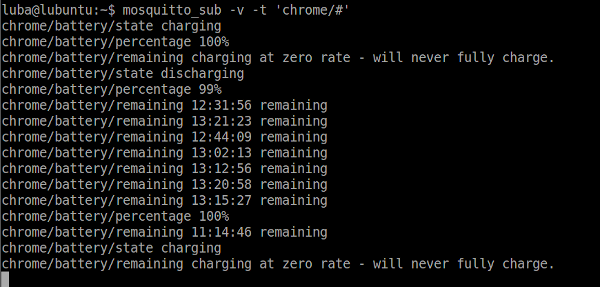 luba@lubuntu:~$ mosquitto_sub -v -t 'chrome/#'
chrome/battery/state charging
chrome/battery/percentage 100%
chrome/battery/remaining charging at zero rate - will never fully charge.
chrome/battery/state discharging
chrome/battery/percentage 99%
chrome/battery/remaining 12:31:56 remaining
chrome/battery/remaining 13:21:23 remaining
chrome/battery/remaining 12:44:09 remaining
chrome/battery/remaining 13:02:13 remaining
chrome/battery/remaining 13:12:56 remaining
chrome/battery/remaining 13:20:58 remaining
chrome/battery/remaining 13:15:27 remaining
chrome/battery/percentage 100%
chrome/battery/remaining 11:14:46 remaining
chrome/battery/state charging
chrome/battery/remaining charging at zero rate - will never fully charge.